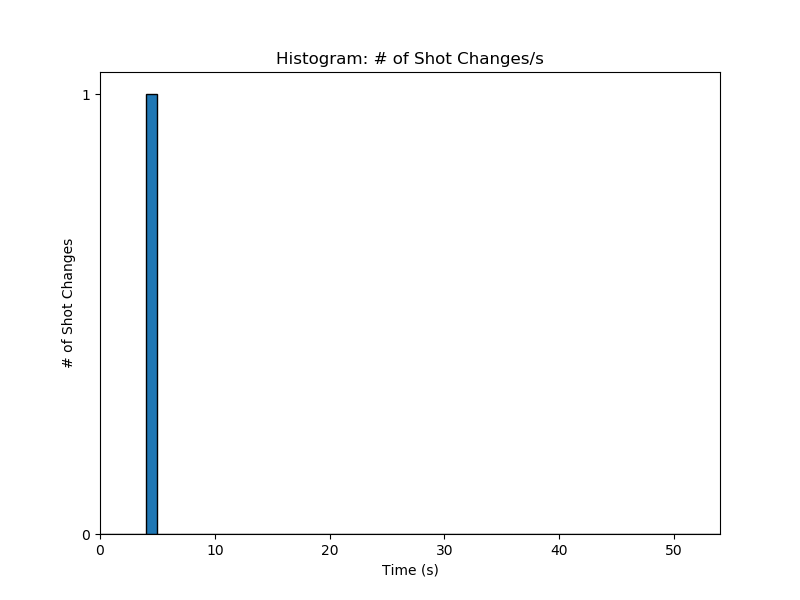 Histogram: # of Shot Changes/s
1
# of Shot Changes
0
0 10 20 30 40 50
Time (s)